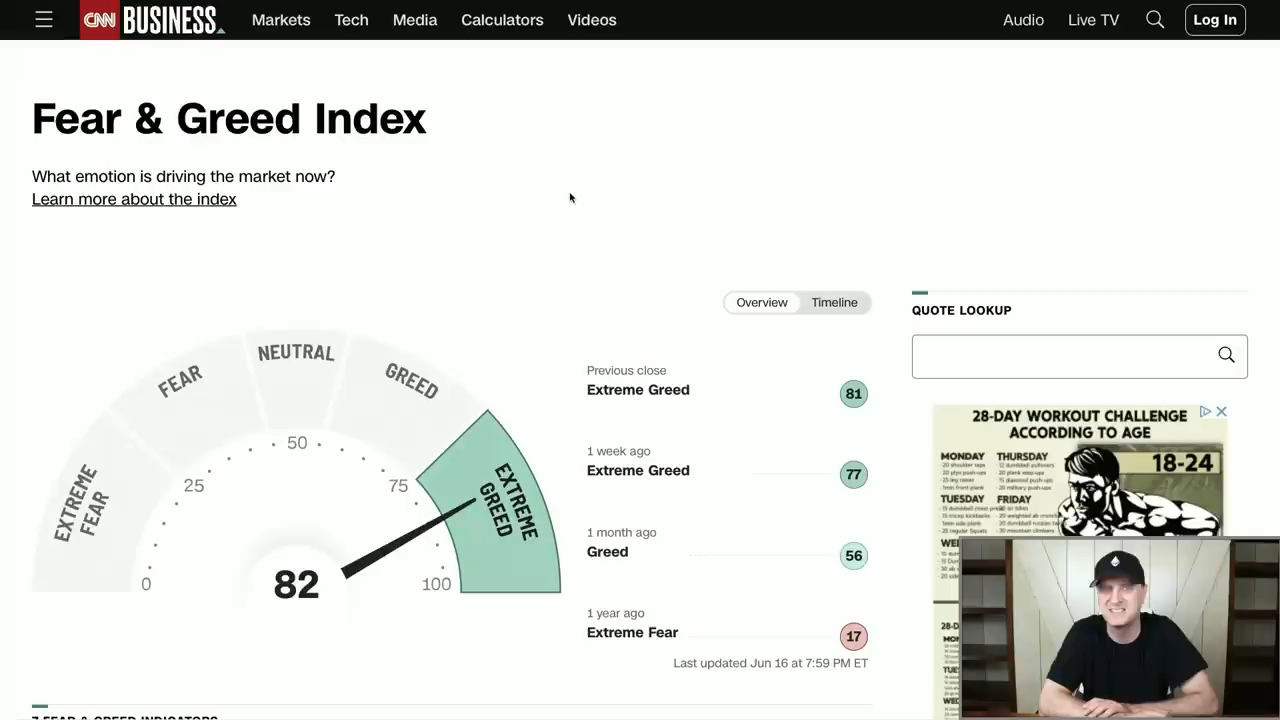 CNN BUSINESS
Markets
Tech
Media
Calculators
Videos
Audio
Live TV
Log In
Fear & Greed Index
What emotion is driving the market now?
Learn more about the index
Overview
Timeline
EXTREME FEAR
FEAR
NEUTRAL
GREED
EXTREME GREED
0
25
50
75
100
82
Previous close
Extreme Greed
81
1 week ago
Extreme Greed
77
1 month ago
Greed
56
1 year ago
Extreme Fear
17
Last updated Jun 16 at 7:59 PM ET
7 FEAR & GREED INDICATORS
QUOTE LOOKUP
28-DAY WORKOUT CHALLENGE
ACCORDING TO AGE
18-24
MONDAY
THURSDAY
TUESDAY
FRIDAY